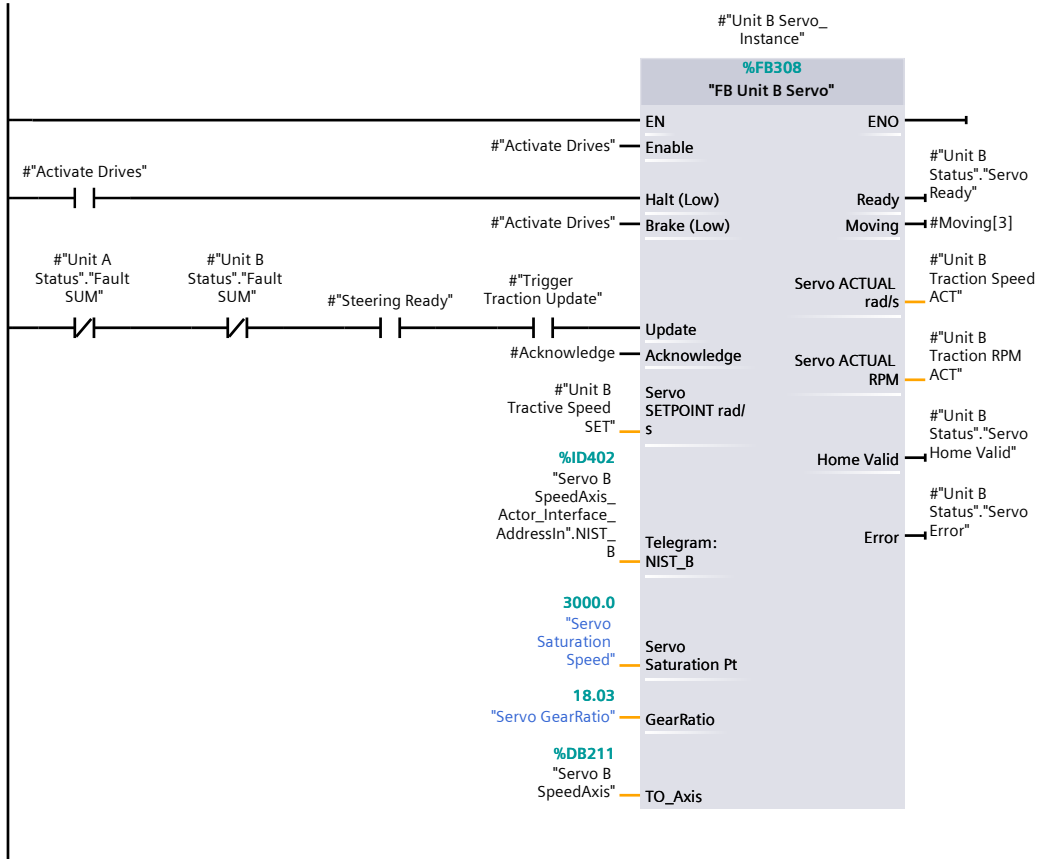 #"Unit B Servo_
Instance"
%FB308
"FB Unit B Servo"
EN
ENO
#"Activate Drives"
Enable
#"Activate Drives"
Halt (Low)
#"Unit B
Status"."Servo
Ready"
Ready
#"Activate Drives"
Brake (Low)
Moving
#Moving[3]
#"Unit A
Status"."Fault
SUM"
#"Unit B
Status"."Fault
SUM"
#"Steering Ready"
#"Trigger
Traction Update"
Update
Servo ACTUAL
rad/s
#"Unit B
Traction Speed
ACT"
#Acknowledge
Acknowledge
Servo ACTUAL
RPM
#"Unit B
Traction RPM
ACT"
#"Unit B
Tractive Speed
SET"
Servo
SETPOINT rad/
s
Home Valid
#"Unit B
Status"."Servo
Home Valid"
%ID402
"Servo B
SpeedAxis_
Actor_Interface_
AddressIn".NIST_
B
Telegram:
NIST_B
Error
#"Unit B
Status"."Servo
Error"
3000.0
"Servo
Saturation
Speed"
Servo
Saturation Pt
18.03
"Servo GearRatio"
GearRatio
%DB211
"Servo B
SpeedAxis"
TO_Axis